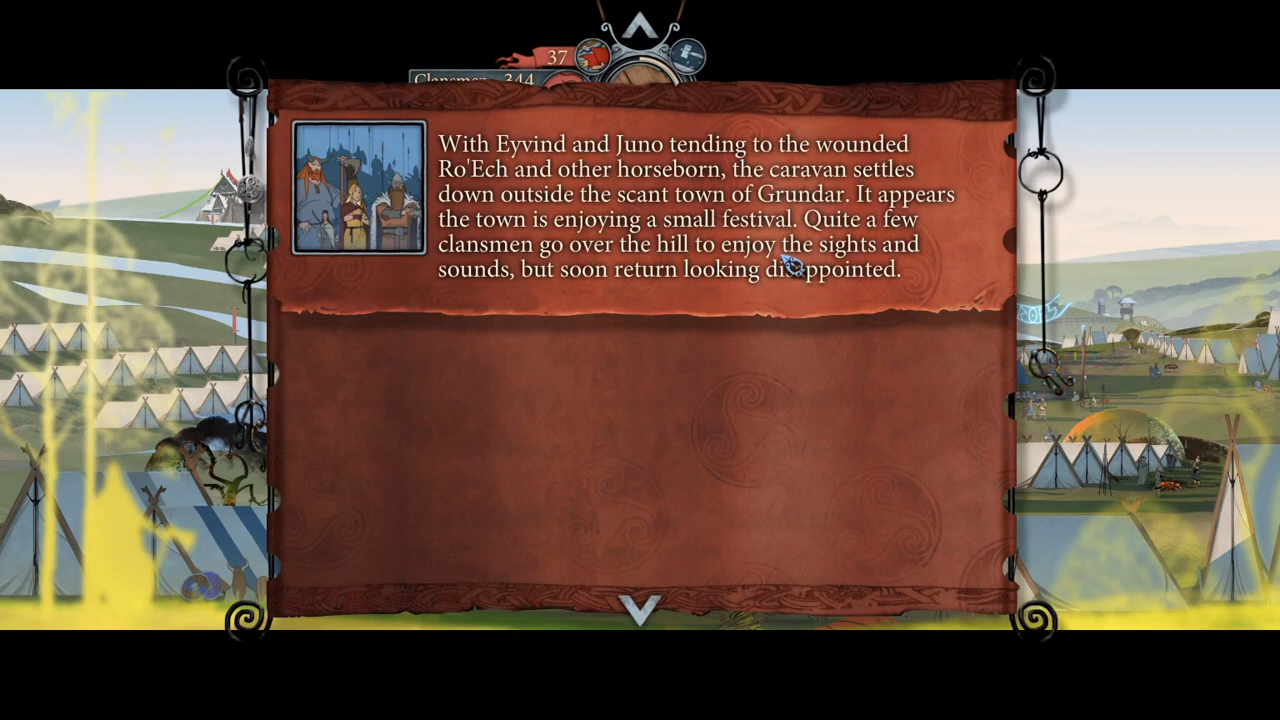 37
Clansmen 344
With Eyvind and Juno tending to the wounded
Ro'Ech and other horseborn, the caravan settles
down outside the scant town of Grundar. It appears
the town is enjoying a small festival. Quite a few
clansmen go over the hill to enjoy the sights and
sounds, but soon return looking disappointed.